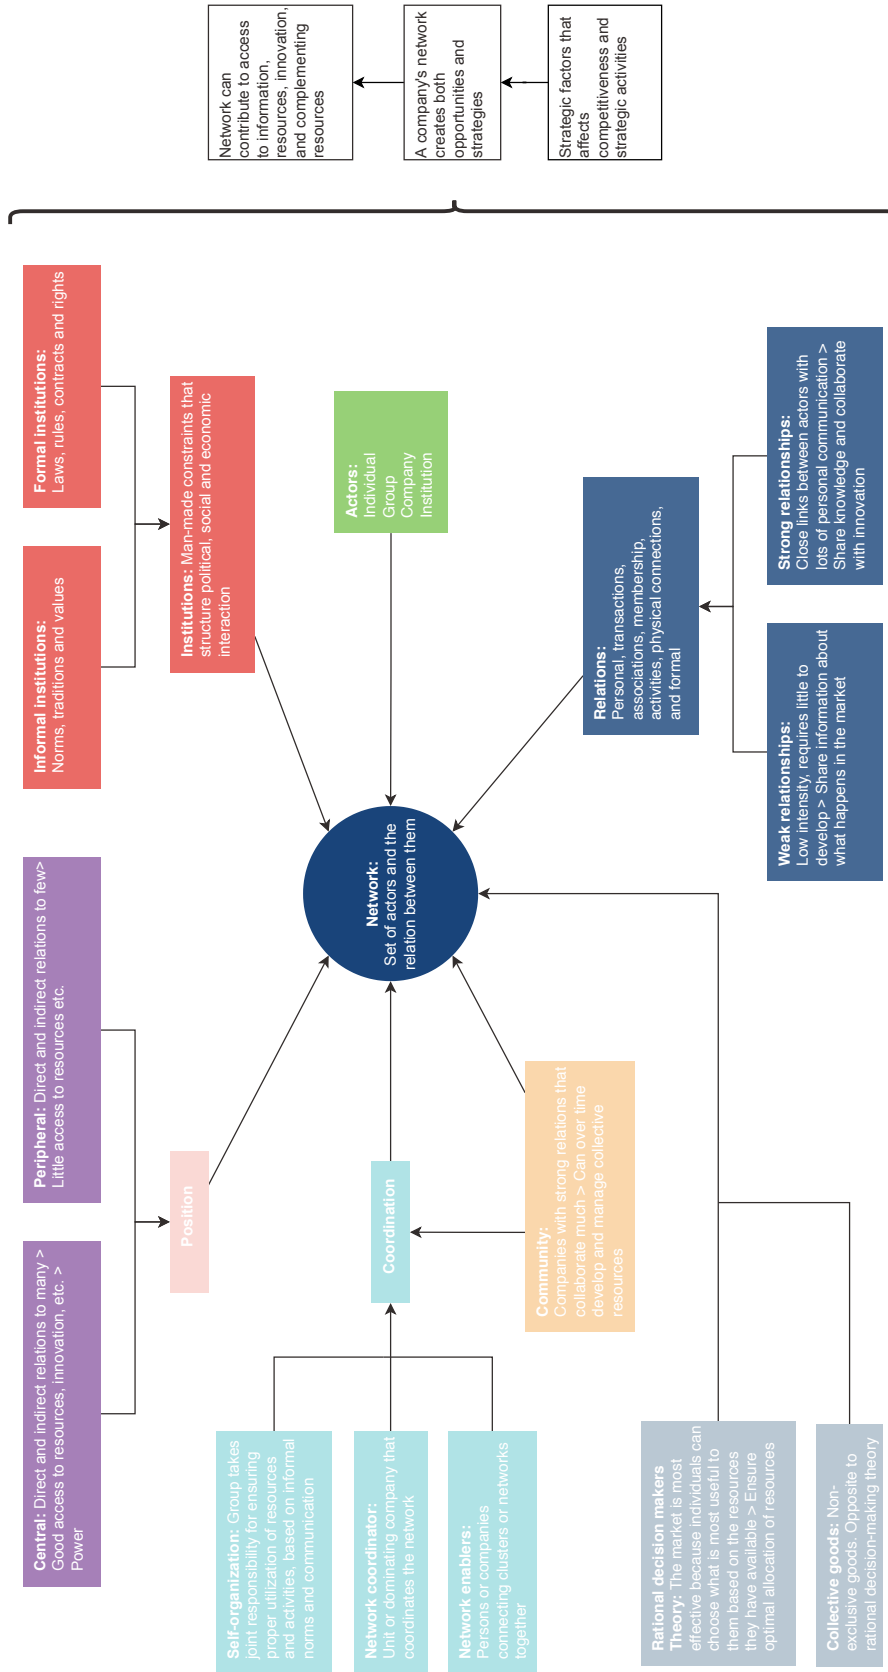 Central: Direct and indirect relations to many >
Good access to resources, innovation, etc. >
Power
Peripheral: Direct and indirect relations to few>
Little access to resources etc.
Informal institutions:
Norms, traditions and values
Formal institutions:
Laws, rules, contracts and rights
Position
Institutions: Man-made constraints that
structure political, social and economic
interaction
Self-organization: Group takes
joint responsibility for ensuring
proper utilization of resources
and activities, based on informal
norms and communication
Network coordinator:
Unit or dominating company that
coordinates the network
Network enablers:
Persons or companies
connecting clusters or networks
together
Coordination
Network:
Set of actors and the
relation between them
Actors:
Individual
Group
Company
Institution
Community:
Companies with strong relations that
collaborate much > Can over time
develop and manage collective
resources
Relations:
Personal, transactions,
associations, membership,
activities, physical connections,
and formal
Rational decision makers
Theory: The market is most
effective because individuals can
choose what is most useful to
them based on the resources
they have available > Ensure
optimal allocation of resources
Collective goods: Non-
exclusive goods. Opposite to
rational decision-making theory
Weak relationships:
Low intensity, requires little to
develop > Share information about
what happens in the market
Strong relationships:
Close links between actors with
lots of personal communication >
Share knowledge and collaborate
with innovation
Network can
contribute to access
to information,
resources, innovation,
and complementing
resources
A company's network
creates both
opportunities and
strategies
Strategic factors that
affects
competitiveness and
strategic activities